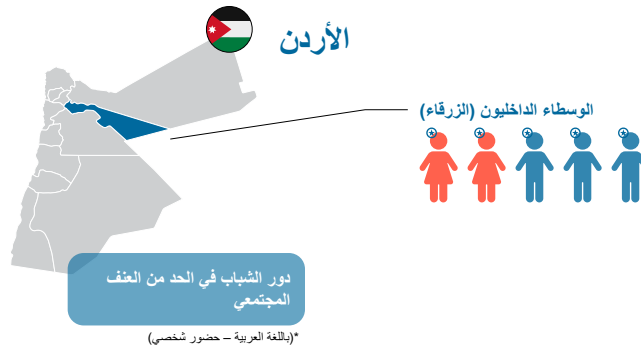 الأردن
الوسطاء الداخليون (الزرقاء)
دور الشباب في الحد من العنف
المجتمعي
*(باللغة العربية – حضور شخصي)